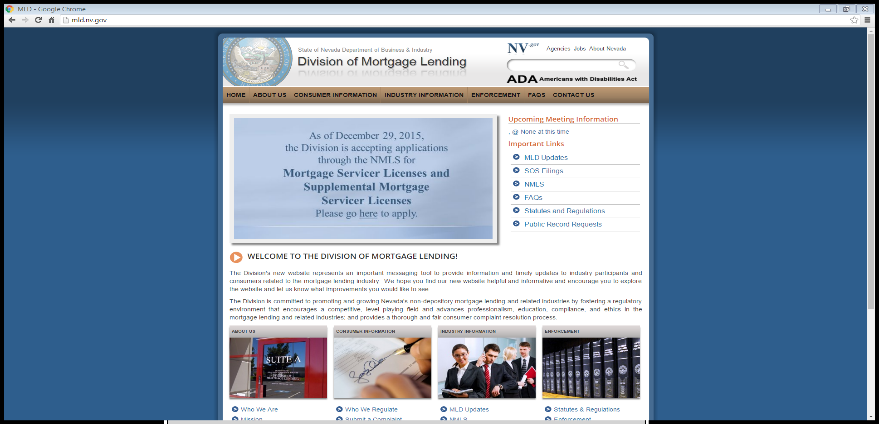 MLD - Google Chrome
mld.nv.gov
State of Nevada Department of Business & Industry
Division of Mortgage Lending
NV.gov
Agencies Jobs About Nevada
ADA Americans with Disabilities Act
HOME ABOUT US CONSUMER INFORMATION INDUSTRY INFORMATION ENFORCEMENT FAQS CONTACT US
As of December 29, 2015,
the Division is accepting applications
through the NMLS for
Mortgage Servicer Licenses and
Supplemental Mortgage
Servicer Licenses
Please go here to apply.
Upcoming Meeting Information
, @ None at this time
Important Links
MLD Updates
SOS Filings
NMLS
FAQs
Statutes and Regulations
Public Record Requests
WELCOME TO THE DIVISION OF MORTGAGE LENDING!
The Division's new website represents an important messaging tool to provide information and timely updates to industry participants and
consumers related to the mortgage lending industry. We hope you find our new website helpful and informative and encourage you to explore
the website and let us know what improvements you would like to see.
The Division is committed to promoting and growing Nevada's non-depository mortgage lending and related industries by fostering a regulatory
environment that encourages a competitive, level playing field and advances professionalism, education, compliance, and ethics in the
mortgage lending and related industries; and provides a thorough and fair consumer complaint resolution process.
ABOUT US
CONSUMER INFORMATION
INDUSTRY INFORMATION
ENFORCEMENT
SUITE A
Who We Are
Who We Regulate
MLD Updates
Statutes & Regulations
Mission
Submit a Complaint
NMLS
Enforcement